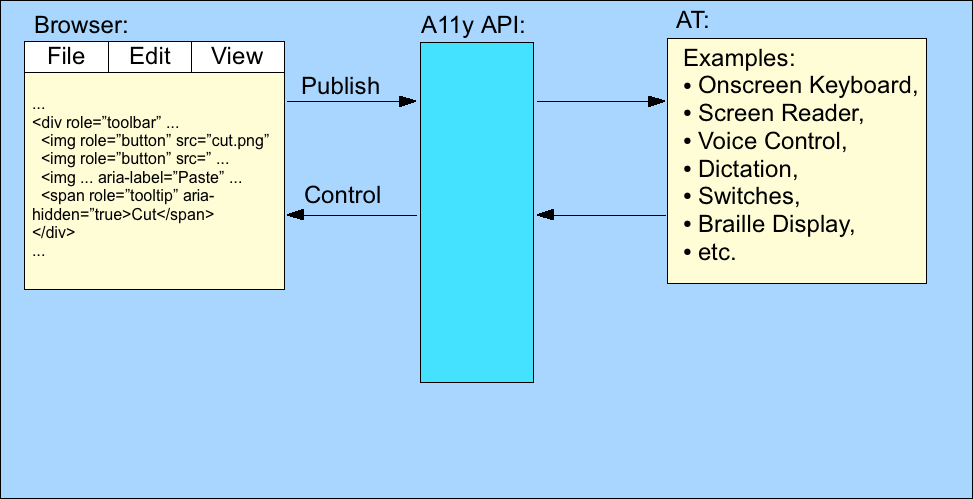 Browser:
File Edit View
...
<div role=”toolbar” ...
<img role=”button” src=”cut.png”
<img role=”button” src=” ...
<img ... aria-label=”Paste” ...
<span role=”tooltip” aria-
hidden=”true>Cut</span>
</div>
...
Publish
Control
A11y API:
AT:
Examples:
• Onscreen Keyboard,
• Screen Reader,
• Voice Control,
• Dictation,
• Switches,
• Braille Display,
• etc.